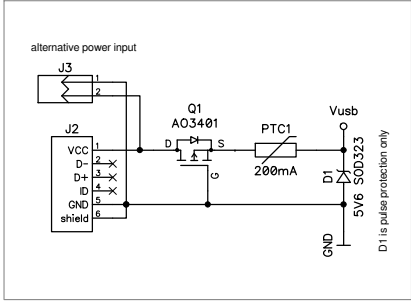 alternative power input
J3
1
2
Q1
AO3401
D
S
G
PTC1
200mA
Vusb
J2
VCC 1
D- 2
D+ 3
ID 4
GND 5
shield 6
D1
5V6 SOD323
D1 is pulse protection only
GND